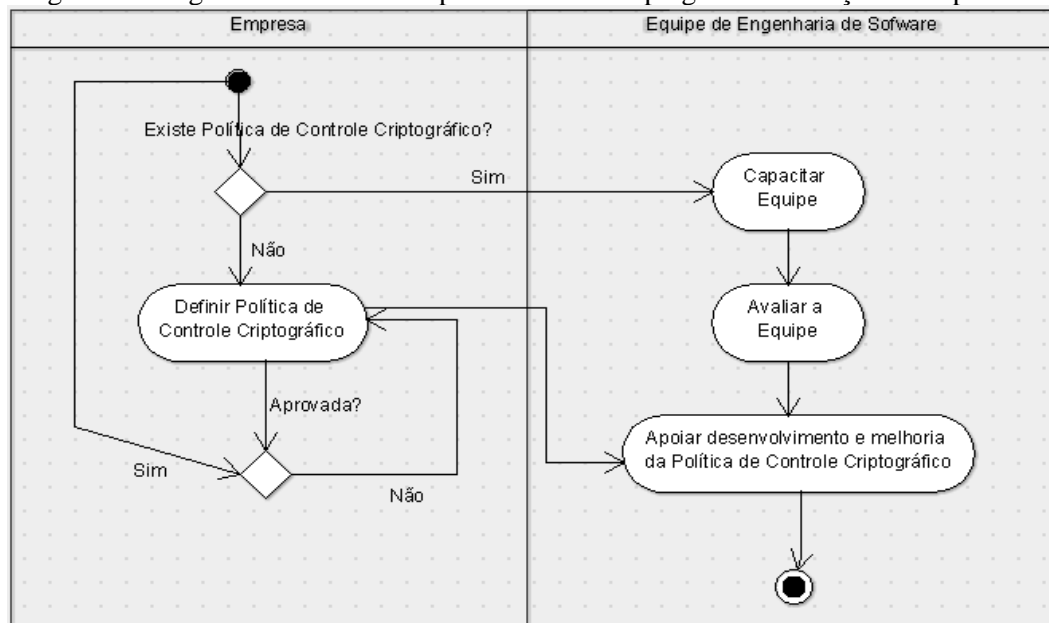 Empresa
Equipe de Engenharia de Sofware
Existe Política de Controle Criptográfico?
Sim
Capacitar
Equipe
Não
Definir Política de
Controle Criptográfico
Avaliar a
Equipe
Aprovada?
Apoiar desenvolvimento e melhoria
da Política de Controle Criptográfico
Sim
Não